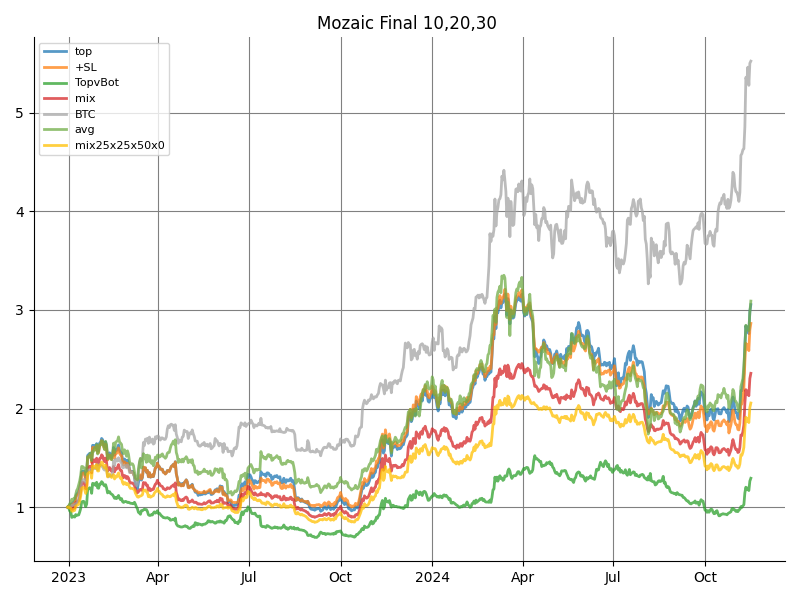 Mozaic Final 10,20,30
top
+SL
TopvBot
mix
BTC
avg
mix25x25x50x0
5
4
3
2
1
2023
Apr
Jul
Oct
2024
Apr
Jul
Oct